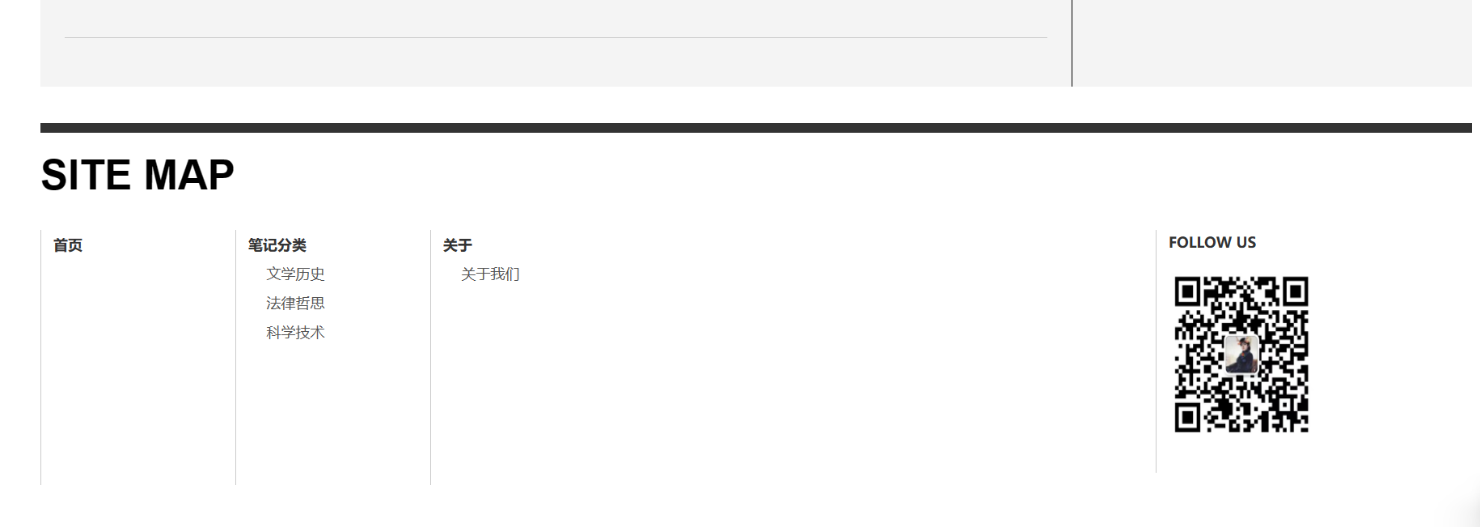 SITE MAP
首页
笔记分类
文学历史
法律哲思
科学技术
关于
关于我们
FOLLOW US